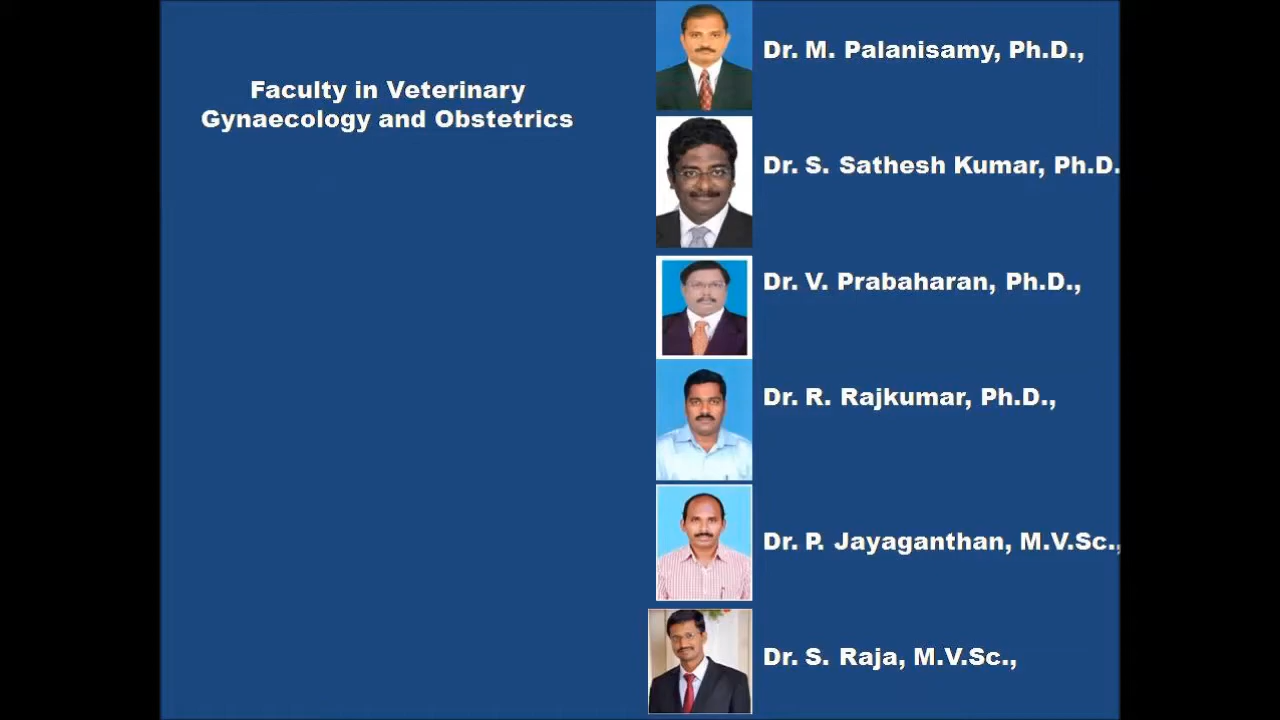 Faculty in Veterinary
Gynaecology and Obstetrics
Dr. M. Palanisamy, Ph.D.,
Dr. S. Sathesh Kumar, Ph.D.
Dr. V. Prabaharan, Ph.D.,
Dr. R. Rajkumar, Ph.D.,
Dr. P. Jayaganthan, M.V.Sc.,
Dr. S. Raja, M.V.Sc.,